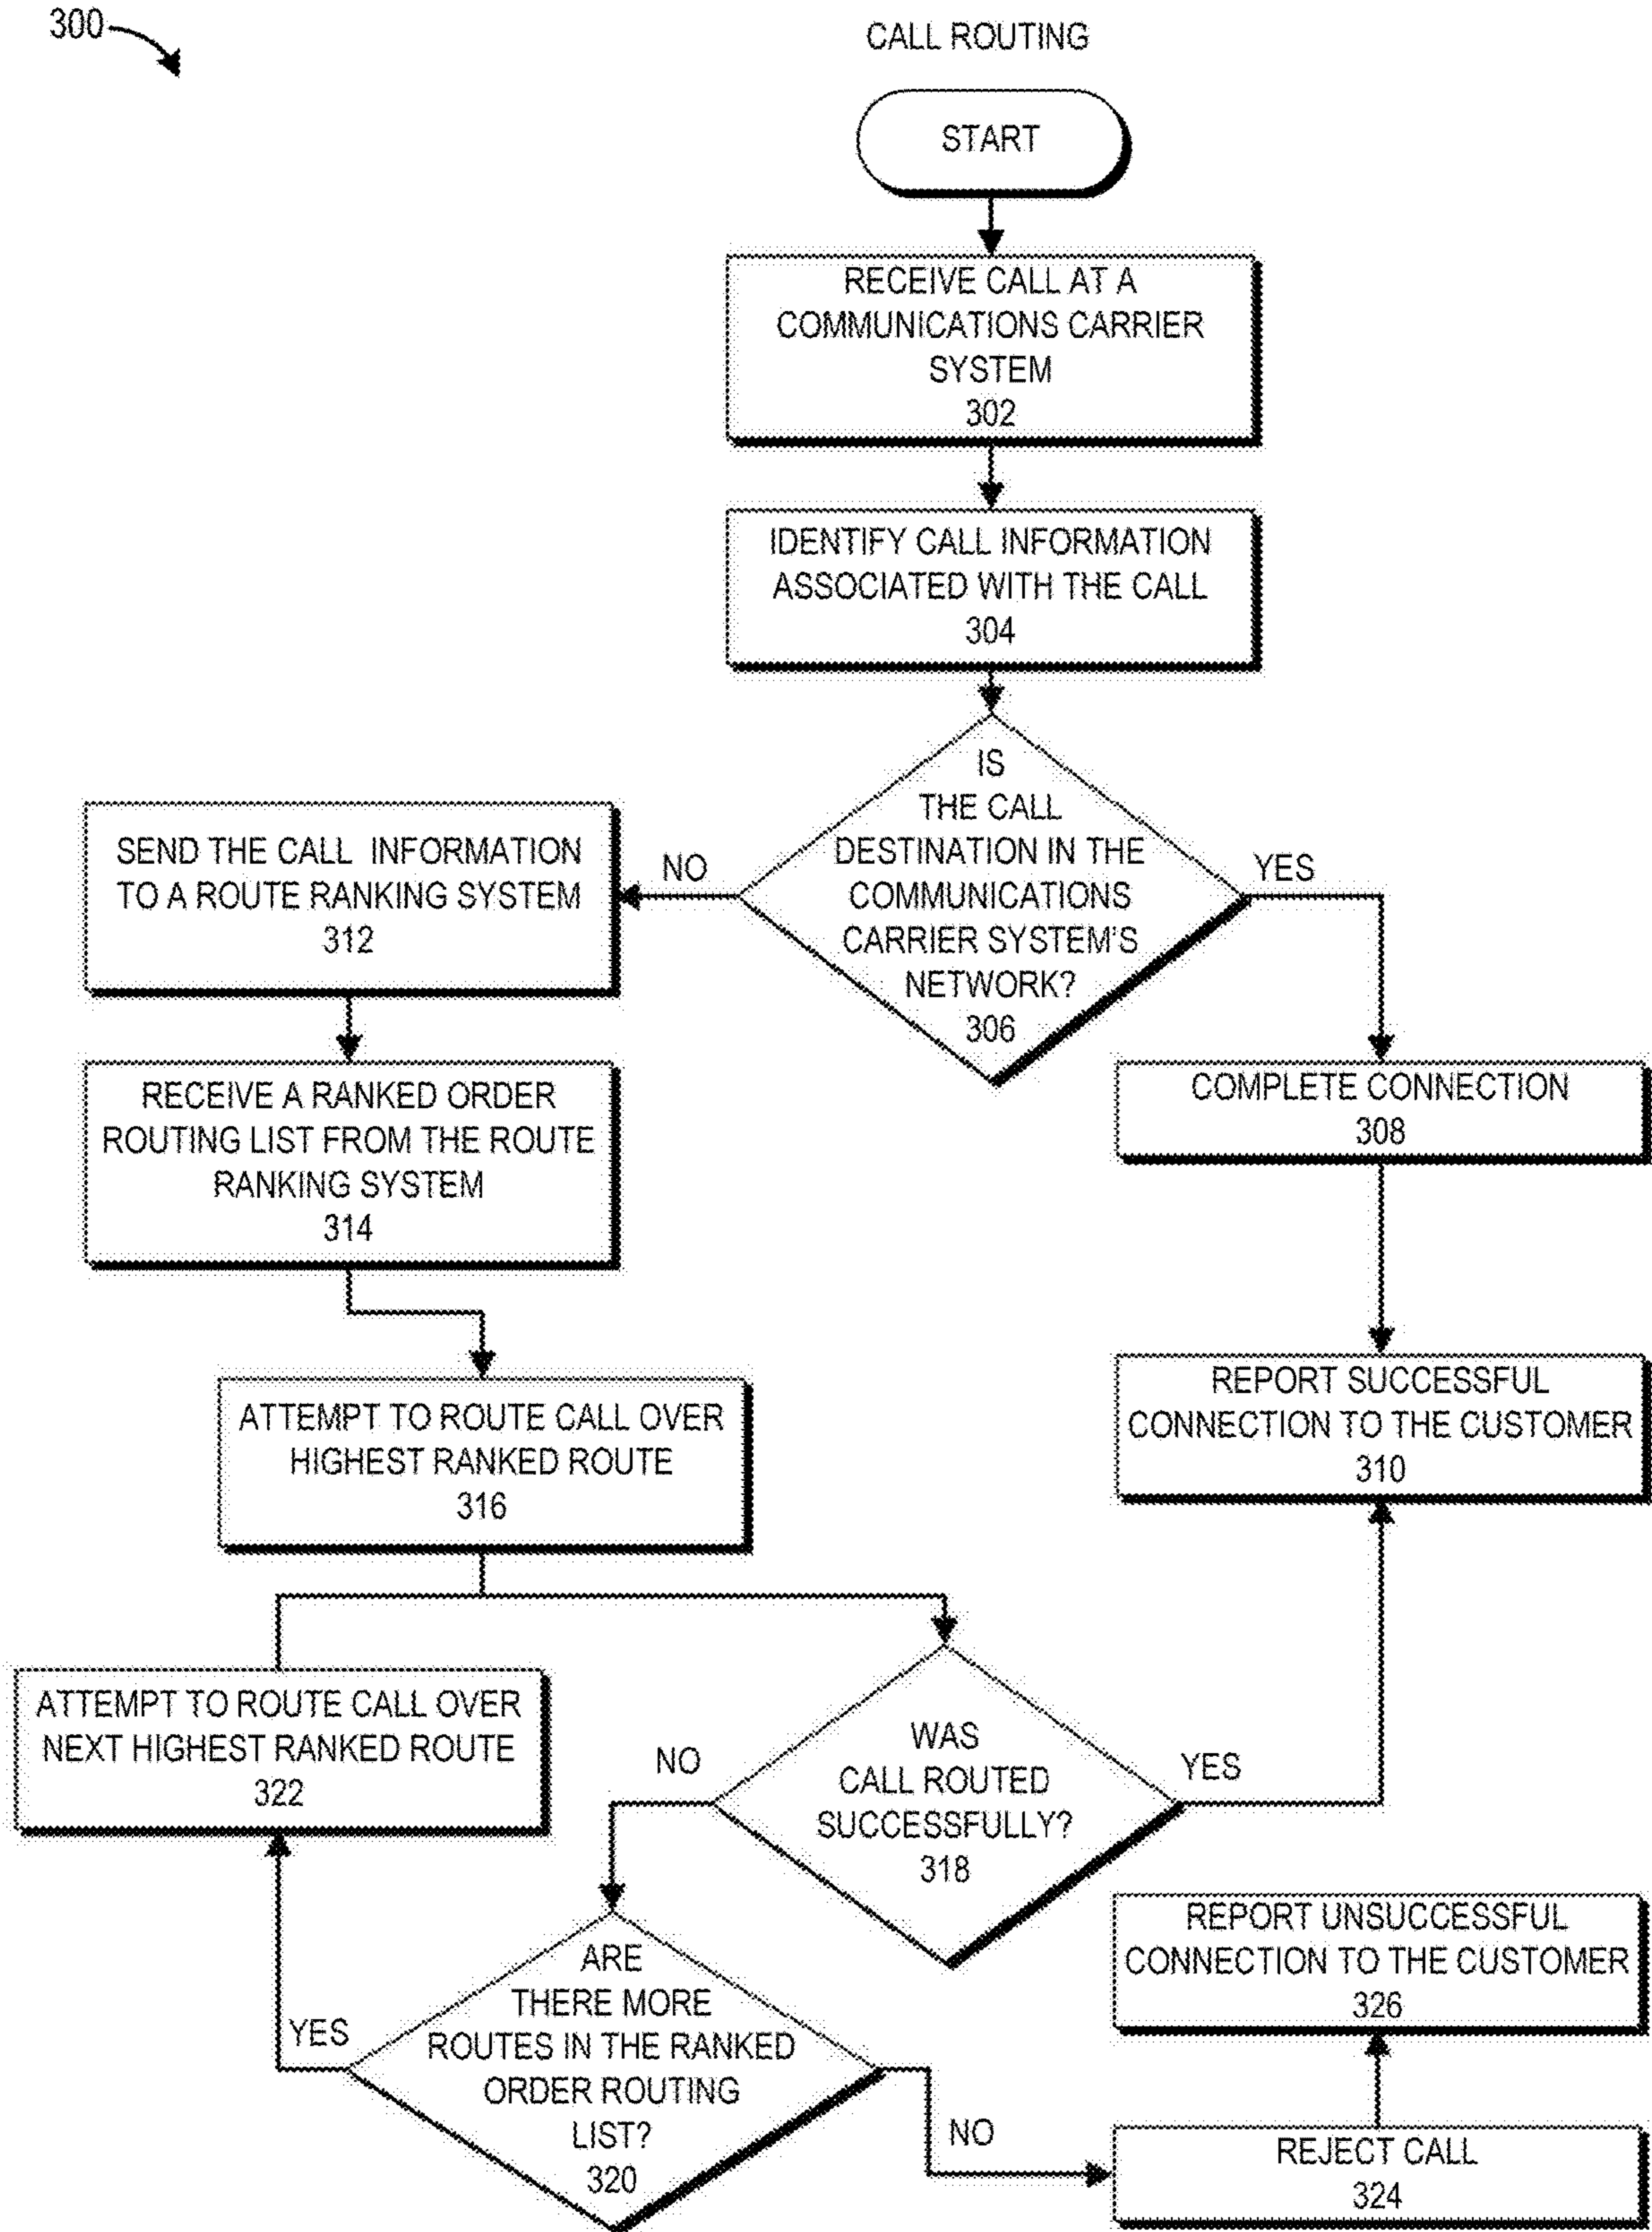 300
CALL ROUTING
START
RECEIVE CALL AT A
COMMUNICATIONS CARRIER
SYSTEM
302
IDENTIFY CALL INFORMATION
ASSOCIATED WITH THE CALL
304
IS
THE CALL
DESTINATION IN THE
COMMUNICATIONS
CARRIER SYSTEM'S
NETWORK?
306
NO
YES
SEND THE CALL INFORMATION
TO A ROUTE RANKING SYSTEM
312
RECEIVE A RANKED ORDER
ROUTING LIST FROM THE ROUTE
RANKING SYSTEM
314
COMPLETE CONNECTION
308
REPORT SUCCESSFUL
CONNECTION TO THE CUSTOMER
310
ATTEMPT TO ROUTE CALL OVER
HIGHEST RANKED ROUTE
316
ATTEMPT TO ROUTE CALL OVER
NEXT HIGHEST RANKED ROUTE
322
NO
WAS
CALL ROUTED
SUCCESSFULLY?
318
YES
ARE
THERE MORE
ROUTES IN THE RANKED
ORDER ROUTING
LIST?
320
YES
NO
REPORT UNSUCCESSFUL
CONNECTION TO THE CUSTOMER
326
REJECT CALL
324